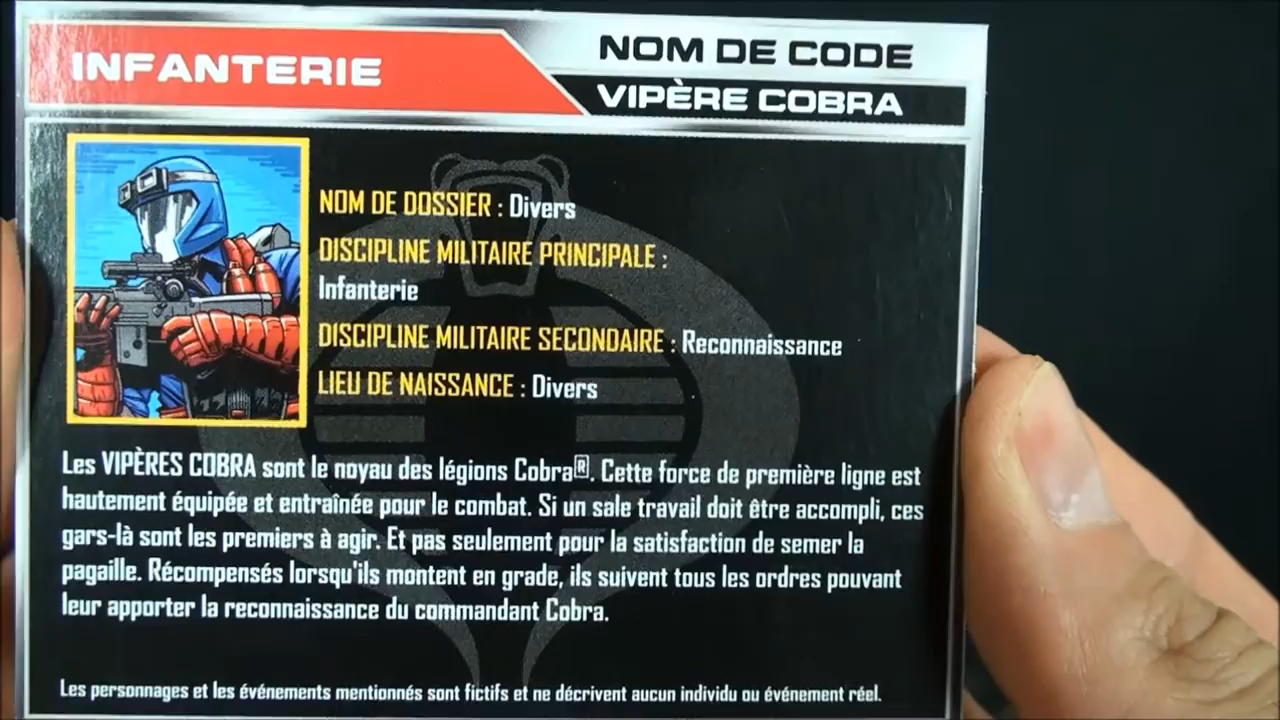 INFANTERIE
NOM DE CODE
VIPÈRE COBRA
NOM DE DOSSIER : Divers
DISCIPLINE MILITAIRE PRINCIPALE :
Infanterie
DISCIPLINE MILITAIRE SECONDAIRE : Reconnaissance
LIEU DE NAISSANCE : Divers
Les VIPÈRES COBRA sont le noyau des légions Cobra®. Cette force de première ligne est
hautement équipée et entraînée pour le combat. Si un sale travail doit être accompli, ces
gars-là sont les premiers à agir. Et pas seulement pour la satisfaction de semer la
pagaille. Récompensés lorsqu'ils montent en grade, ils suivent tous les ordres pouvant
leur apporter la reconnaissance du commandant Cobra.
Les personnages et les événements mentionnés sont fictifs et ne décrivent aucun individu ou événement réel.